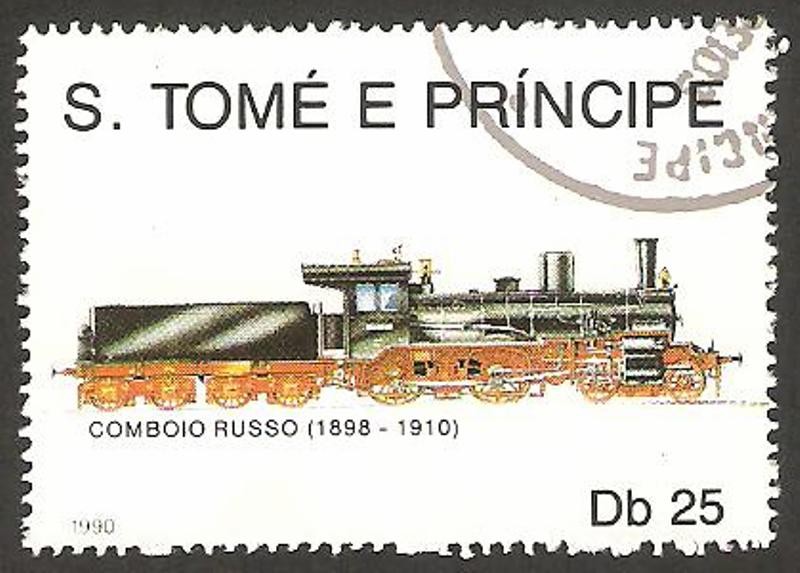 S. TOMÉ E PRÍNCIPE
COMBOIO RUSSO (1898 - 1910)
1990
Db 25